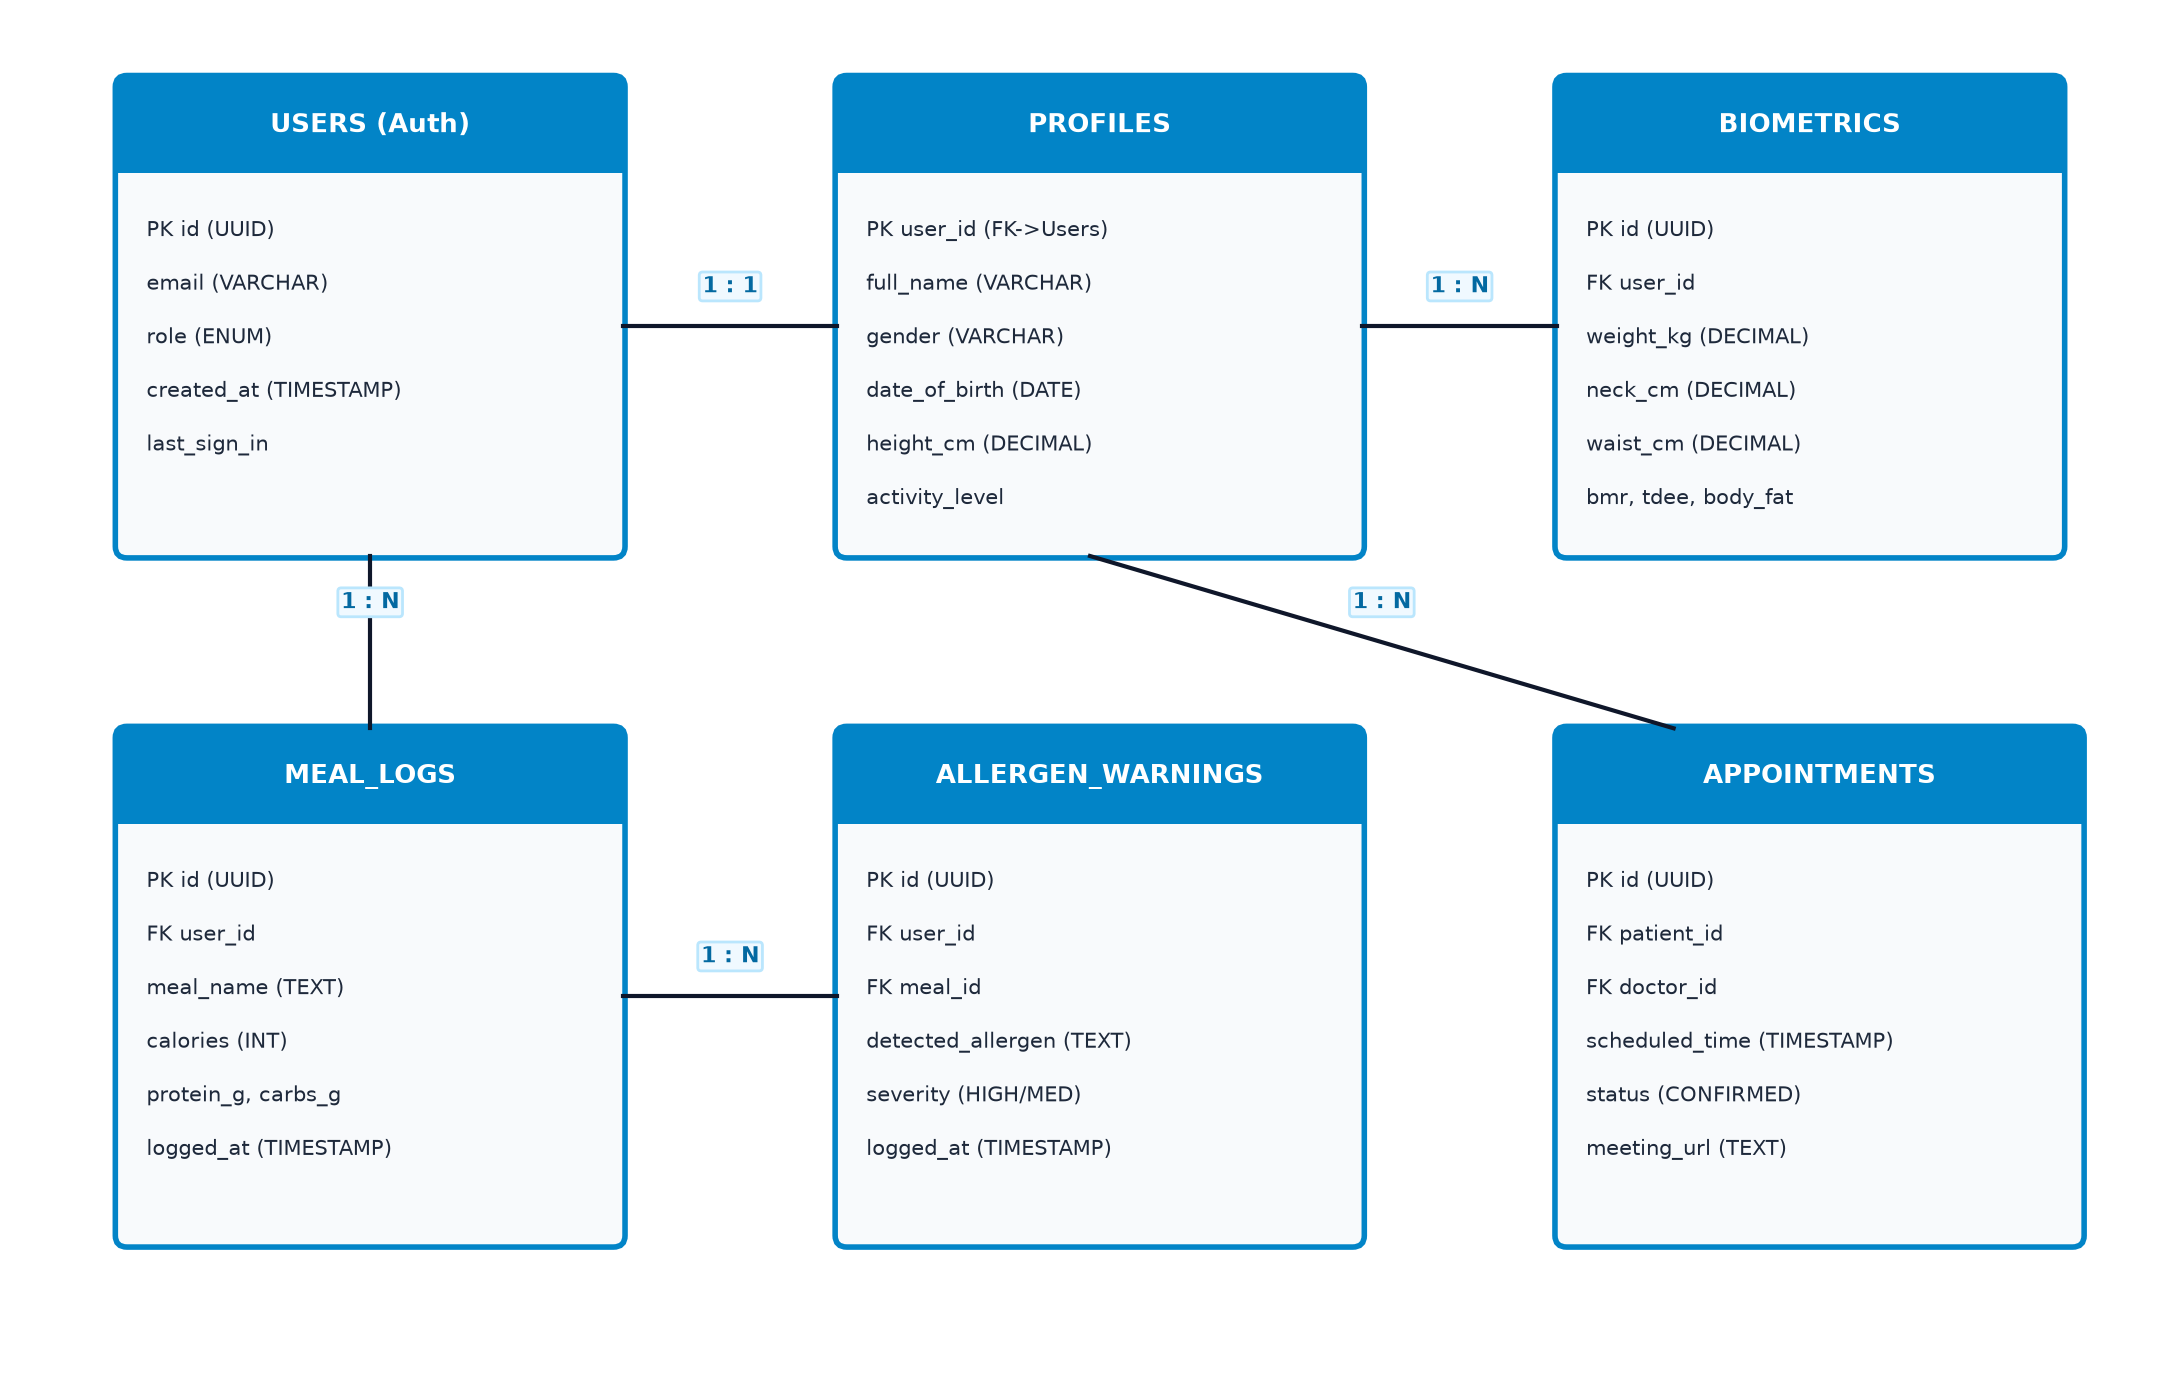 USERS (Auth)
PK id (UUID)
email (VARCHAR)
role (ENUM)
created_at (TIMESTAMP)
last_sign_in
1 : 1
PROFILES
PK user_id (FK->Users)
full_name (VARCHAR)
gender (VARCHAR)
date_of_birth (DATE)
height_cm (DECIMAL)
activity_level
1 : N
BIOMETRICS
PK id (UUID)
FK user_id
weight_kg (DECIMAL)
neck_cm (DECIMAL)
waist_cm (DECIMAL)
bmr, tdee, body_fat
1 : N
1 : N
MEAL_LOGS
PK id (UUID)
FK user_id
meal_name (TEXT)
calories (INT)
protein_g, carbs_g
logged_at (TIMESTAMP)
1 : N
ALLERGEN_WARNINGS
PK id (UUID)
FK user_id
FK meal_id
detected_allergen (TEXT)
severity (HIGH/MED)
logged_at (TIMESTAMP)
APPOINTMENTS
PK id (UUID)
FK patient_id
FK doctor_id
scheduled_time (TIMESTAMP)
status (CONFIRMED)
meeting_url (TEXT)